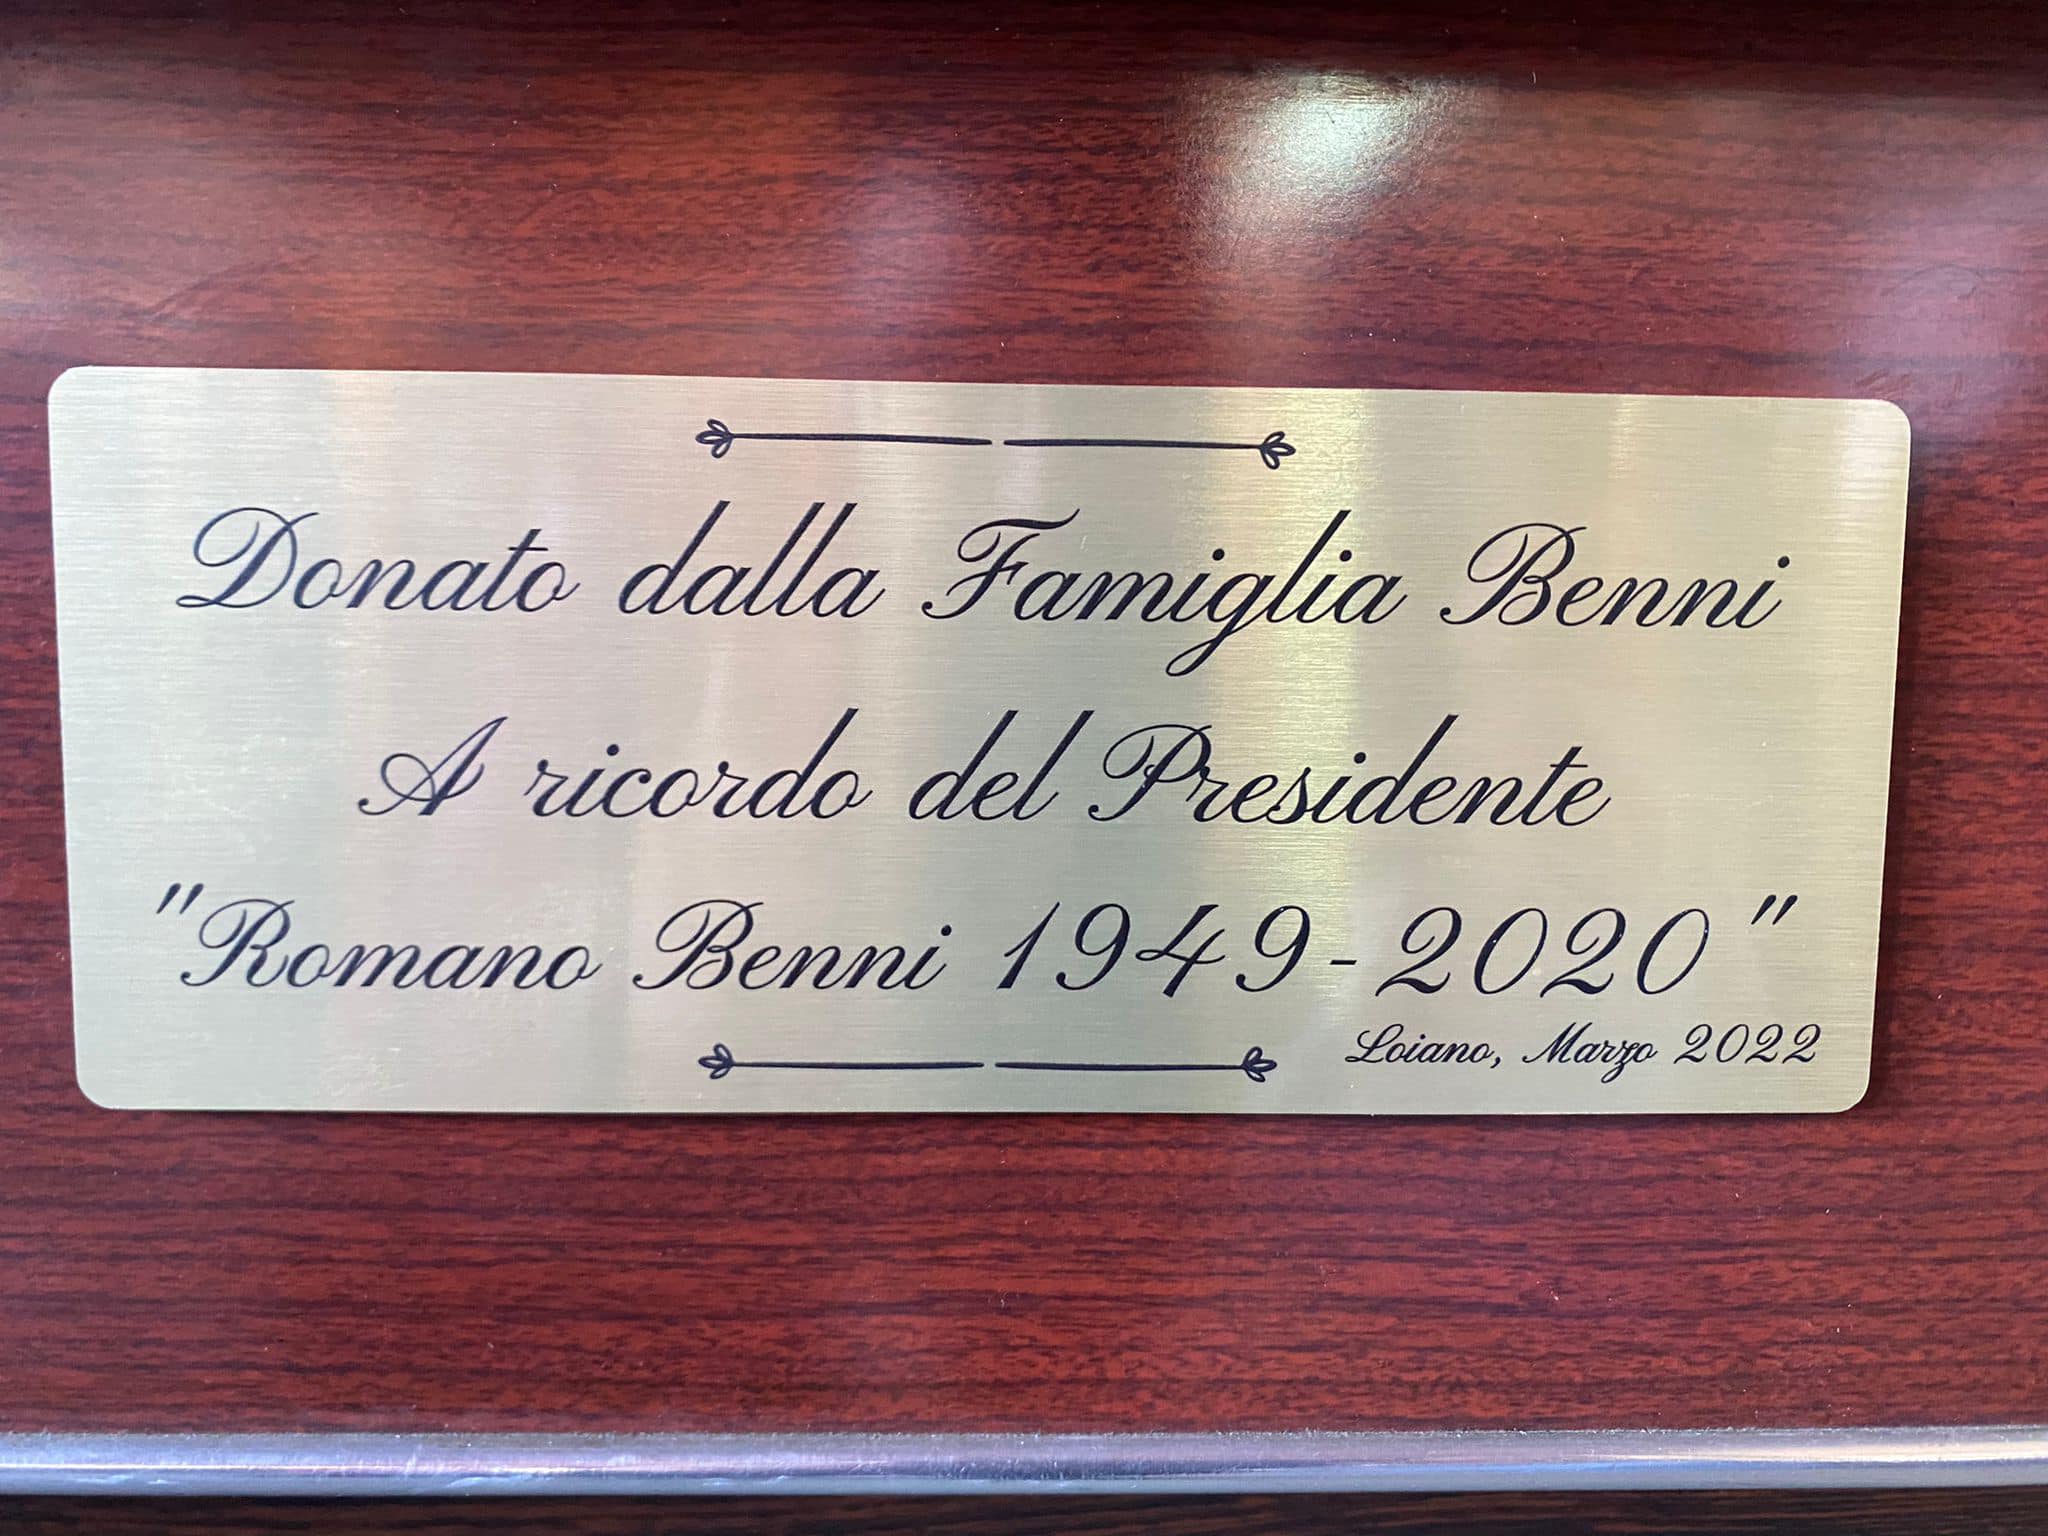 Donato dalla Famiglia Benni
A ricordo del Presidente
"Romano Benni 1949-2020"
Loiano, Marzo 2022